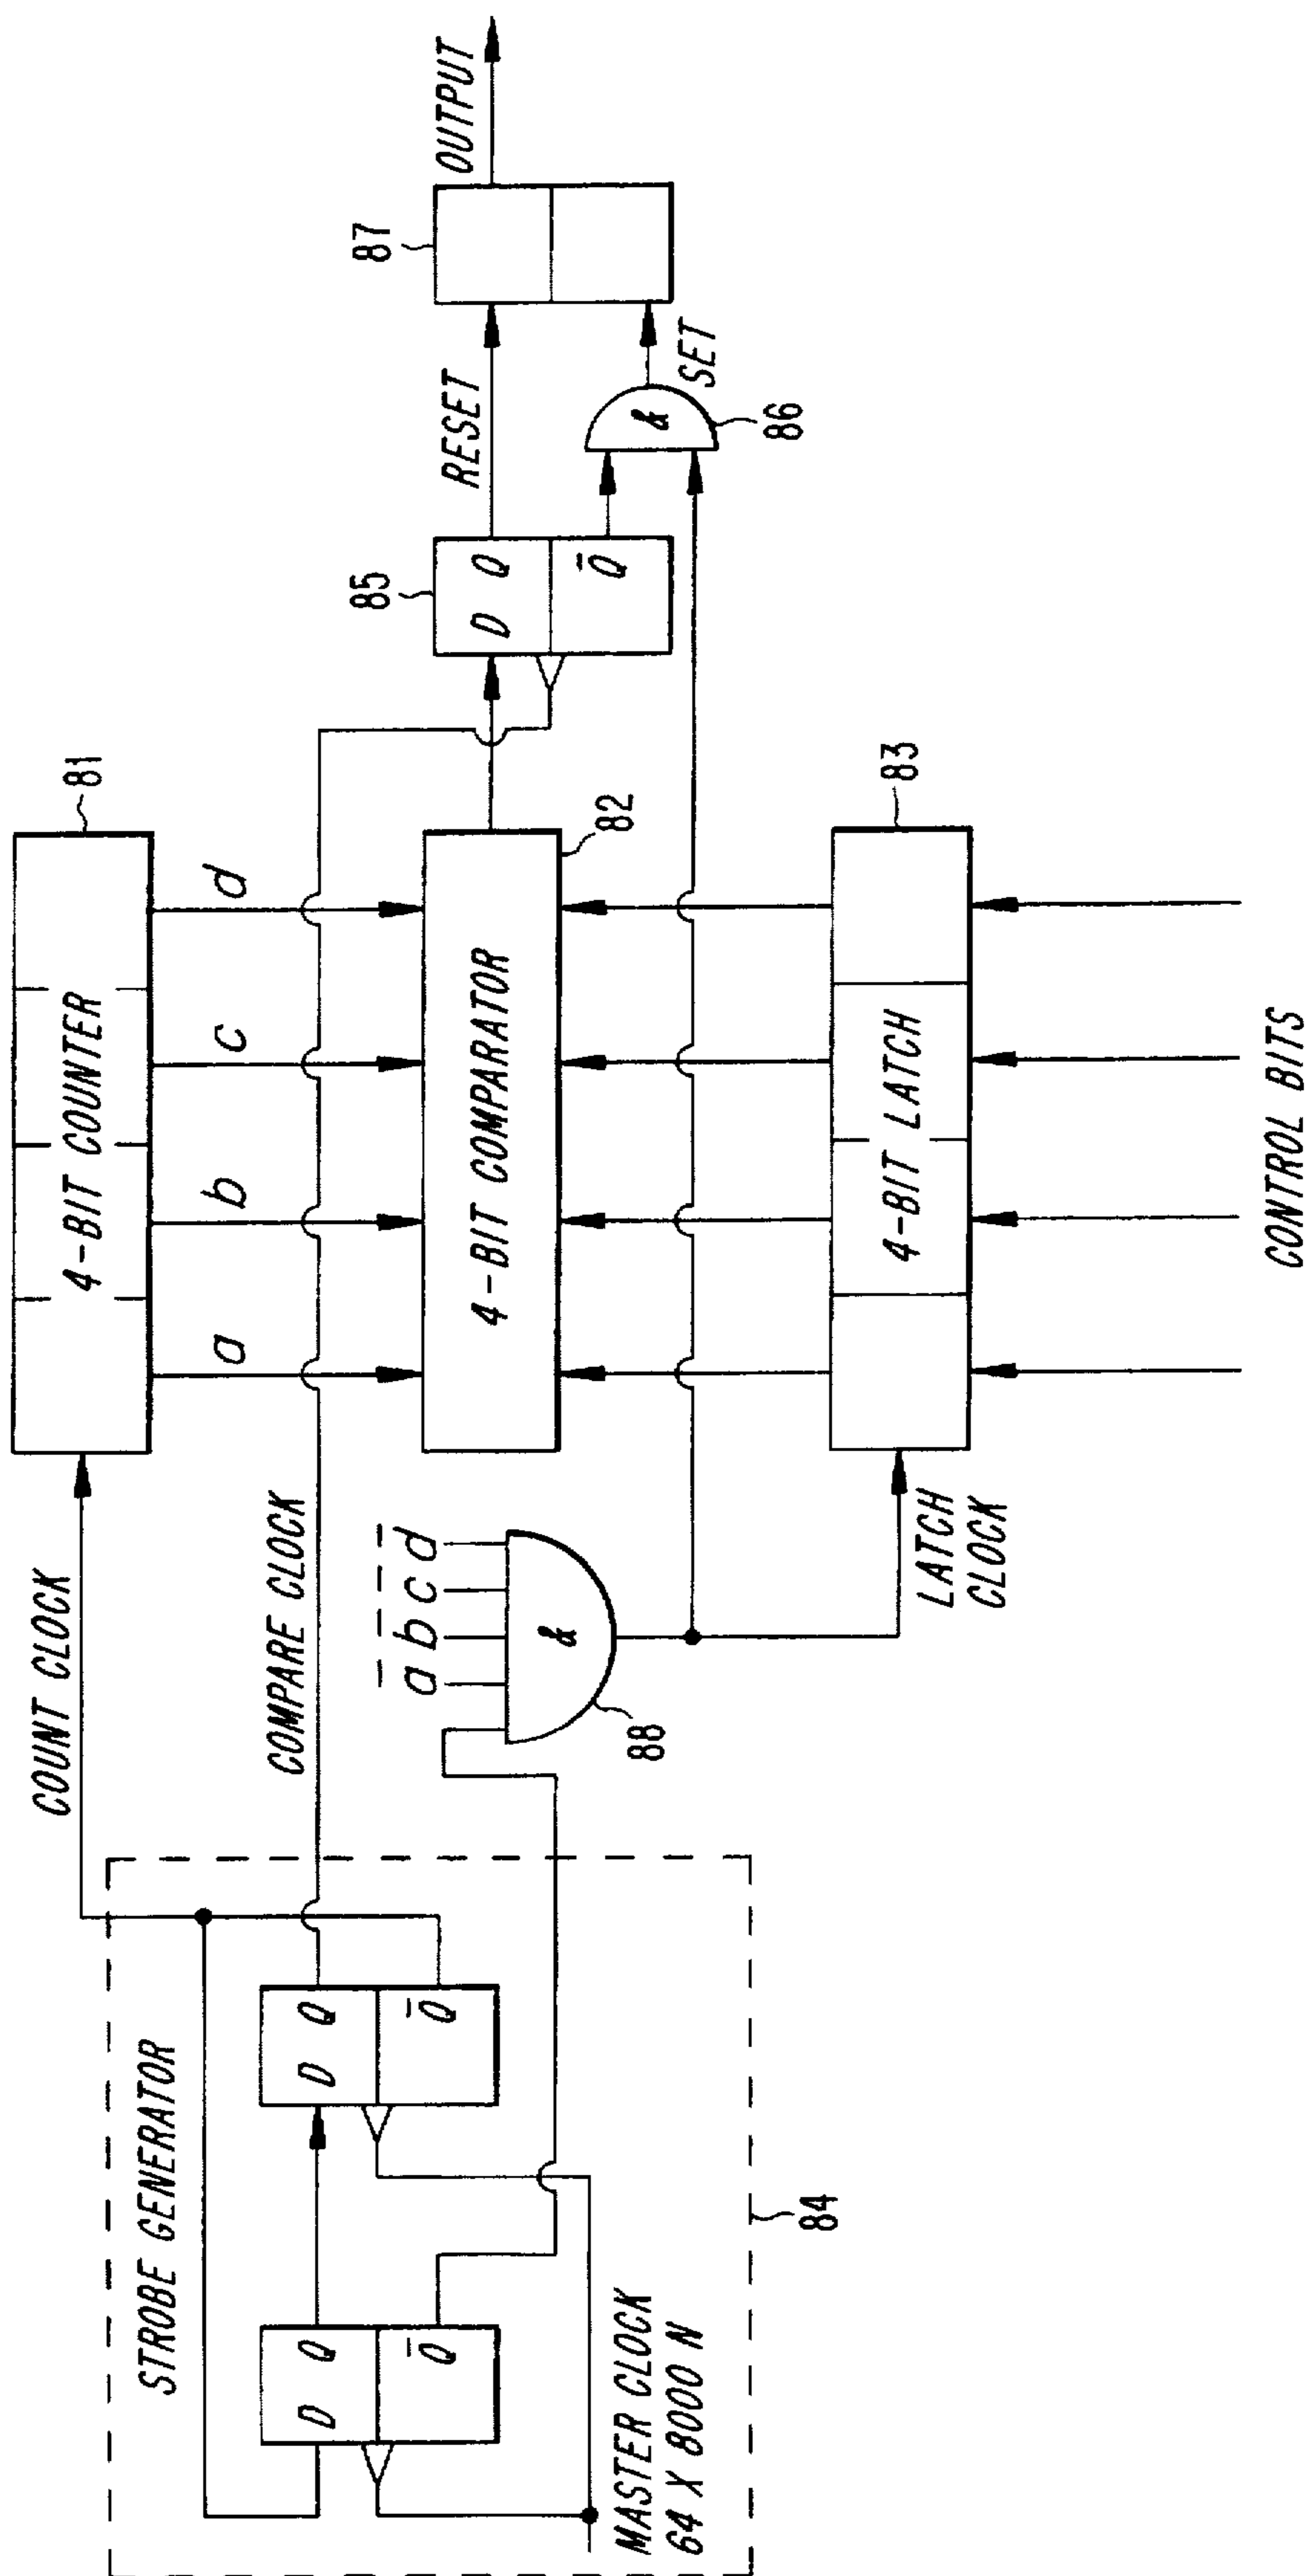 STROBE GENERATOR
D Q
Q̄
D Q
Q̄
MASTER CLOCK
64 X 8000 N
84
COUNT CLOCK
COMPARE CLOCK
a̅ b̅ c̅ d̅
&
88
LATCH
CLOCK
4-BIT COUNTER
81
a b c d
4-BIT COMPARATOR
82
4-BIT LATCH
83
CONTROL BITS
D Q
Q̄
85
RESET
&
86
SET
87
OUTPUT